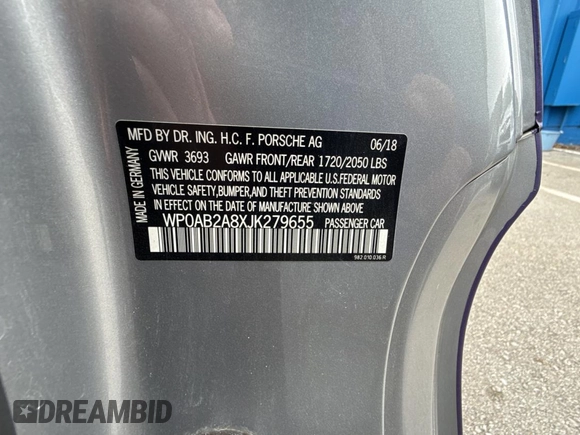 MFD BY DR. ING. H.C. F. PORSCHE AG 06/18
GVWR 3693 GAWR FRONT/REAR 1720/2050 LBS
THIS VEHICLE CONFORMS TO ALL APPLICABLE
U.S.FEDERAL MOTOR
VEHICLE SAFETY,BUMPER,AND THEFT PREVENTION STANDARDS
IN EFFECT ON THE DATE OF MANUFACTURE SHOWN ABOVE.
WP0AB2A8XJK279655 PASSENGER CAR
982.010.036.R
MADE IN GERMANY
DREAMBID